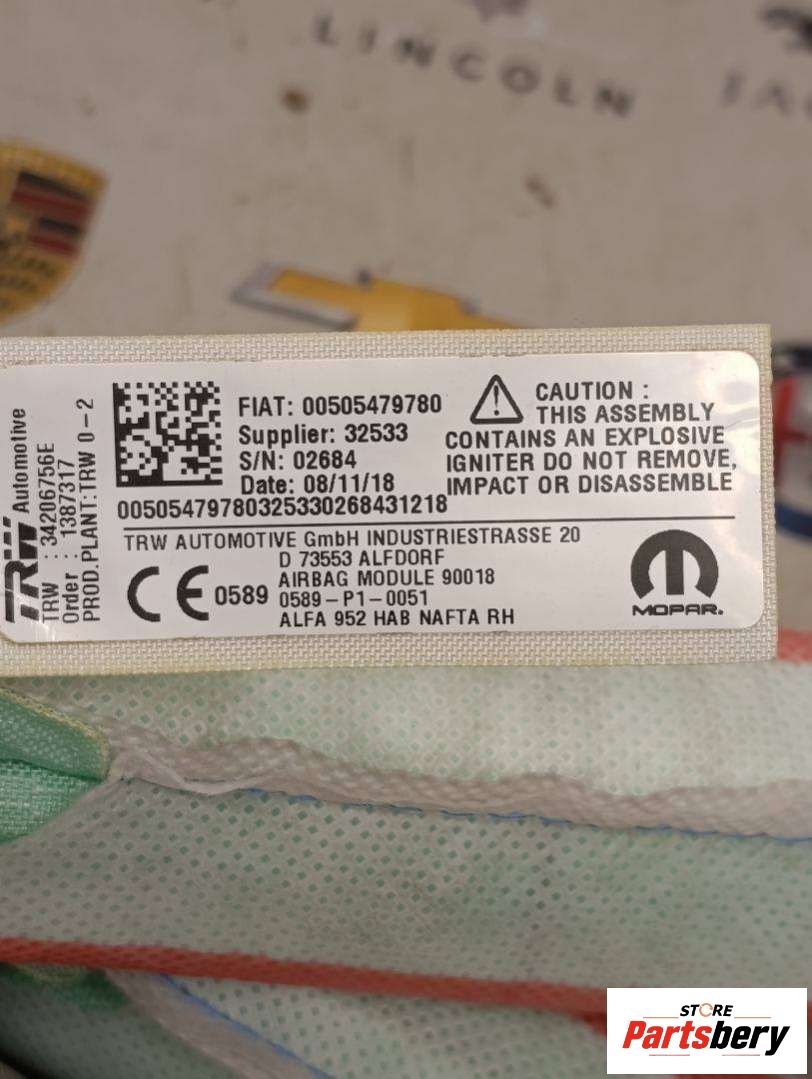 LINCOLN
TRW Automotive
TRW : 34206756E
Order : 1387317
PROD.PLANT: TRW 0-2
FIAT: 00505479780
Supplier: 32533
S/N: 02684
Date: 08/11/18
00505479780325330268431218
CAUTION :
THIS ASSEMBLY
CONTAINS AN EXPLOSIVE
IGNITER DO NOT REMOVE,
IMPACT OR DISASSEMBLE
TRW AUTOMOTIVE GmbH INDUSTRIESTRASSE 20
D 73553 ALFDORF
AIRBAG MODULE 90018
CE 0589
0589-P1-0051
ALFA 952 HAB NAFTA RH
MOPAR.
STORE
Partsbery